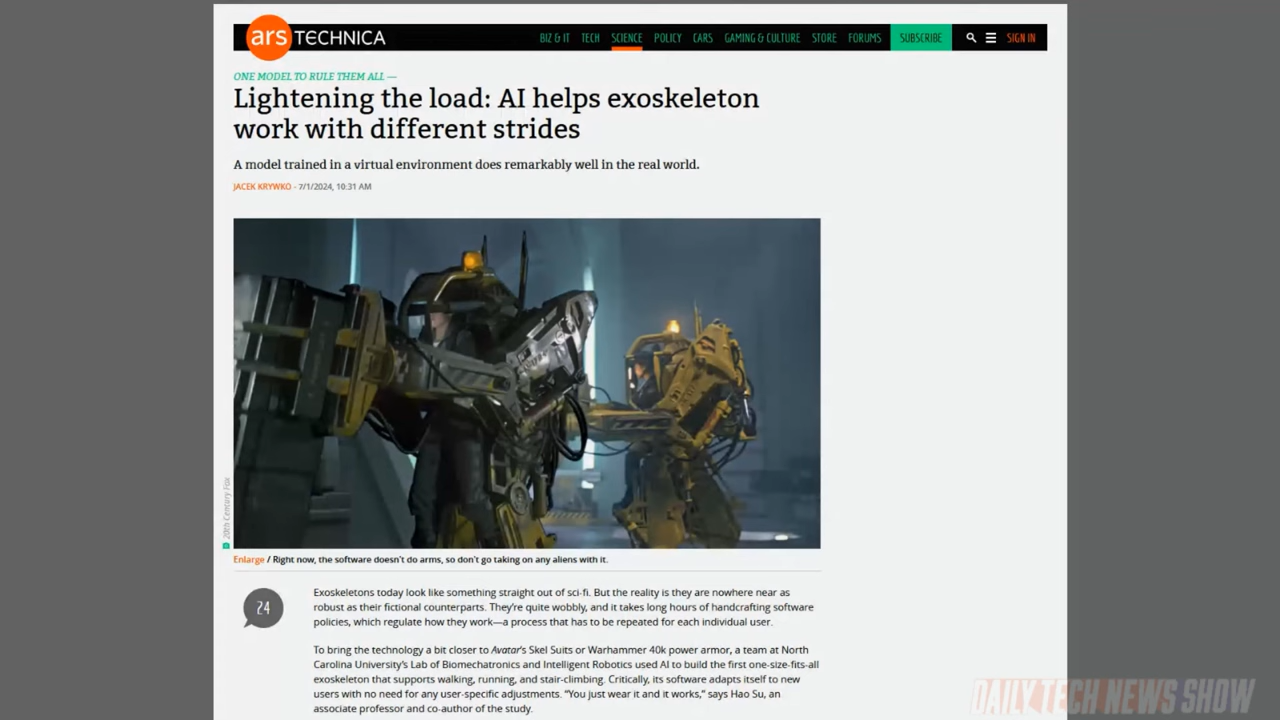 ars TECHNICA
BIZ & IT TECH SCIENCE POLICY CARS GAMING & CULTURE STORE FORUMS SUBSCRIBE SIGN IN
ONE MODEL TO RULE THEM ALL —
Lightening the load: AI helps exoskeleton
work with different strides
A model trained in a virtual environment does remarkably well in the real world.
JACEK KRYWKO - 7/1/2024, 10:31 AM
20th Century Fox
Enlarge / Right now, the software doesn't do arms, so don't go taking on any aliens with it.
24
Exoskeletons today look like something straight out of sci-fi. But the reality is they are nowhere near as
robust as their fictional counterparts. They're quite wobbly, and it takes long hours of handcrafting software
policies, which regulate how they work—a process that has to be repeated for each individual user.
To bring the technology a bit closer to Avatar's Skel Suits or Warhammer 40k power armor, a team at North
Carolina University's Lab of Biomechatronics and Intelligent Robotics used AI to build the first one-size-fits-all
exoskeleton that supports walking, running, and stair-climbing. Critically, its software adapts itself to new
users with no need for any user-specific adjustments. “You just wear it and it works,” says Hao Su, an
associate professor and co-author of the study.
DAILY TECH NEWS SHOW